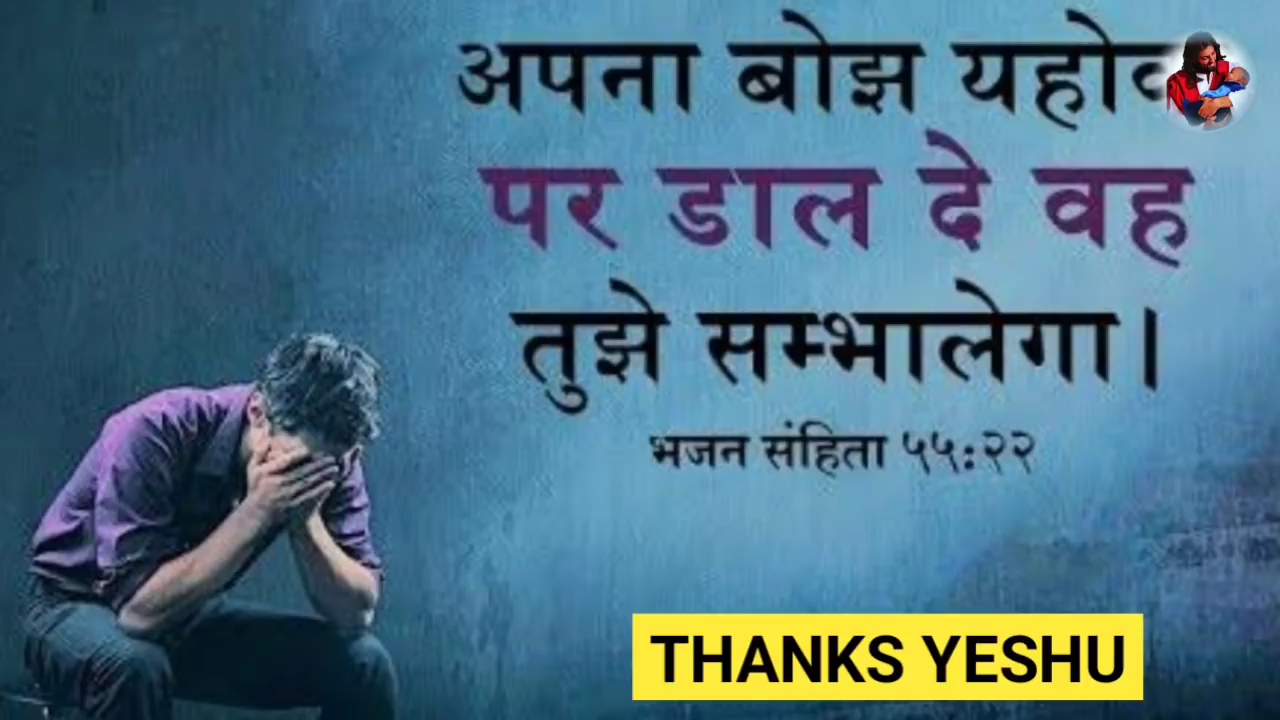 अपना बोझ यहोव
पर डाल दे वह
तुझे सम्भालेगा।
भजन संहिता ५५:२२
THANKS YESHU